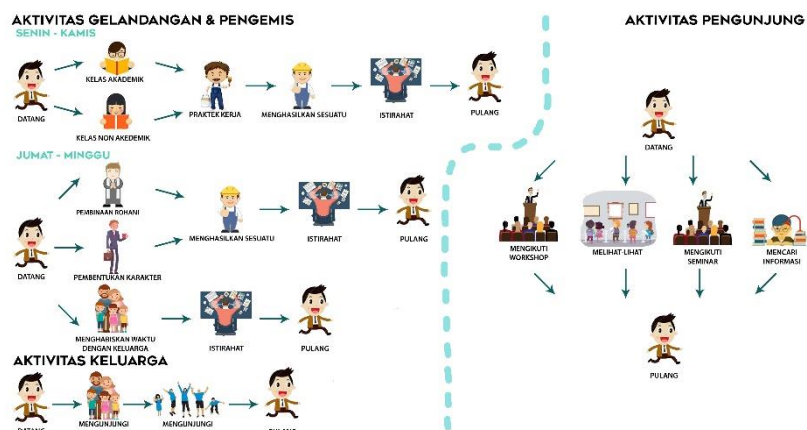 AKTIVITAS GELANDANGAN & PENGEMIS
SENIN - KAMIS
DATANG
KELAS AKADEMIK
KELAS NON AKEDEMIK
PRAKTEK KERJA
MENGHASILKAN SESUATU
ISTIRAHAT
PULANG
JUMAT - MINGGU
DATANG
PEMBINAAN ROHANI
PEMBENTUKAN KARAKTER
MENGHASILKAN SESUATU
ISTIRAHAT
PULANG
MENGHABISKAN WAKTU
DENGAN KELUARGA
ISTIRAHAT
PULANG
AKTIVITAS KELUARGA
DATANG
MENGUNJUNGI
MENGUNJUNGI
PULANG
AKTIVITAS PENGUNJUNG
DATANG
MENGIKUTI
WORKSHOP
MELIHAT-LIHAT
MENGIKUTI
SEMINAR
MENCARI
INFORMASI
PULANG